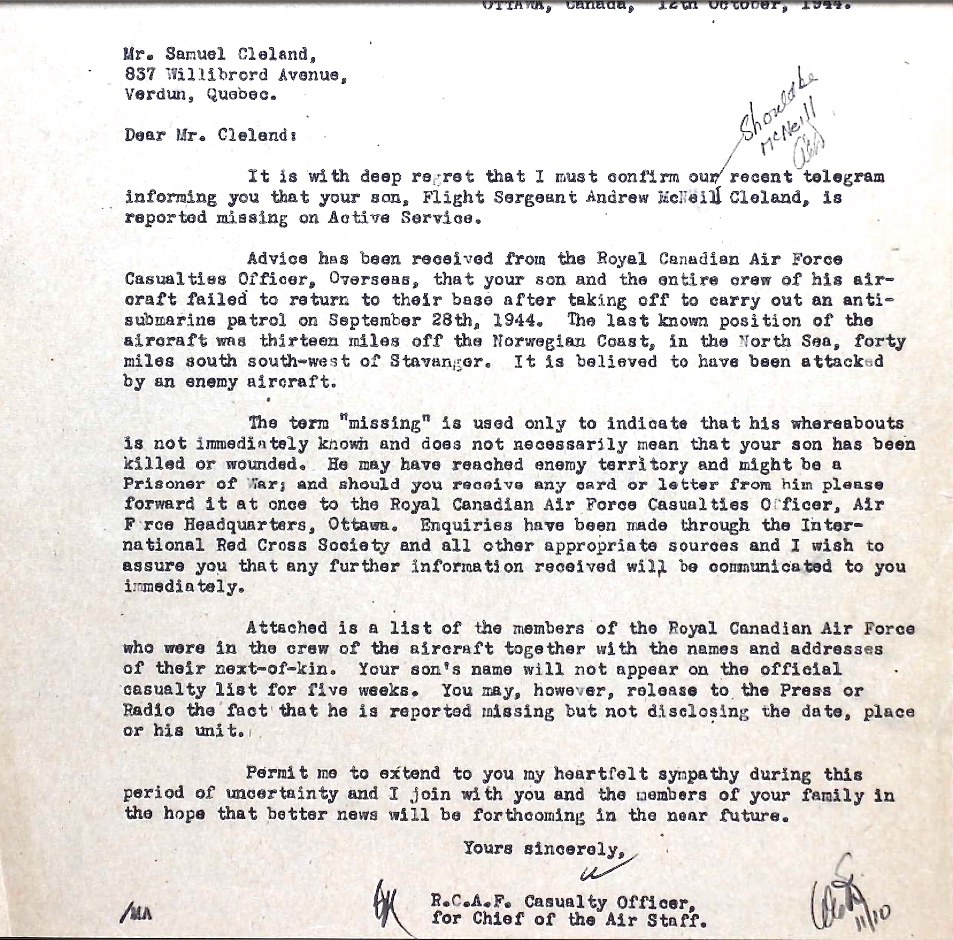 OTTAWA, Canada, 12th October, 1944.
Mr. Samuel Cleland,
837 Willibrord Avenue,
Verdun, Quebec.
Should be
McNeill
Dear Mr. Cleland:
It is with deep regret that I must confirm our recent telegram
informing you that your son, Flight Sergeant Andrew McNeill Cleland, is
reported missing on Active Service.
Advice has been received from the Royal Canadian Air Force
Casualties Officer, Overseas, that your son and the entire crew of his air-
craft failed to return to their base after taking off to carry out an anti-
submarine patrol on September 28th, 1944. The last known position of the
aircraft was thirteen miles off the Norwegian Coast, in the North Sea, forty
miles south south-west of Stavanger. It is believed to have been attacked
by an enemy aircraft.
The term "missing" is used only to indicate that his whereabouts
is not immediately known and does not necessarily mean that your son has been
killed or wounded. He may have reached enemy territory and might be a
Prisoner of War; and should you receive any card or letter from him please
forward it at once to the Royal Canadian Air Force Casualties Officer, Air
Force Headquarters, Ottawa. Enquiries have been made through the Inter-
national Red Cross Society and all other appropriate sources and I wish to
assure you that any further information received will be communicated to you
immediately.
Attached is a list of the members of the Royal Canadian Air Force
who were in the crew of the aircraft together with the names and addresses
of their next-of-kin. Your son's name will not appear on the official
casualty list for five weeks. You may, however, release to the Press or
Radio the fact that he is reported missing but not disclosing the date, place
or his unit.
Permit me to extend to you my heartfelt sympathy during this
period of uncertainty and I join with you and the members of your family in
the hope that better news will be forthcoming in the near future.
Yours sincerely,
R.C.A.F. Casualty Officer,
for Chief of the Air Staff.
/MA
11/10